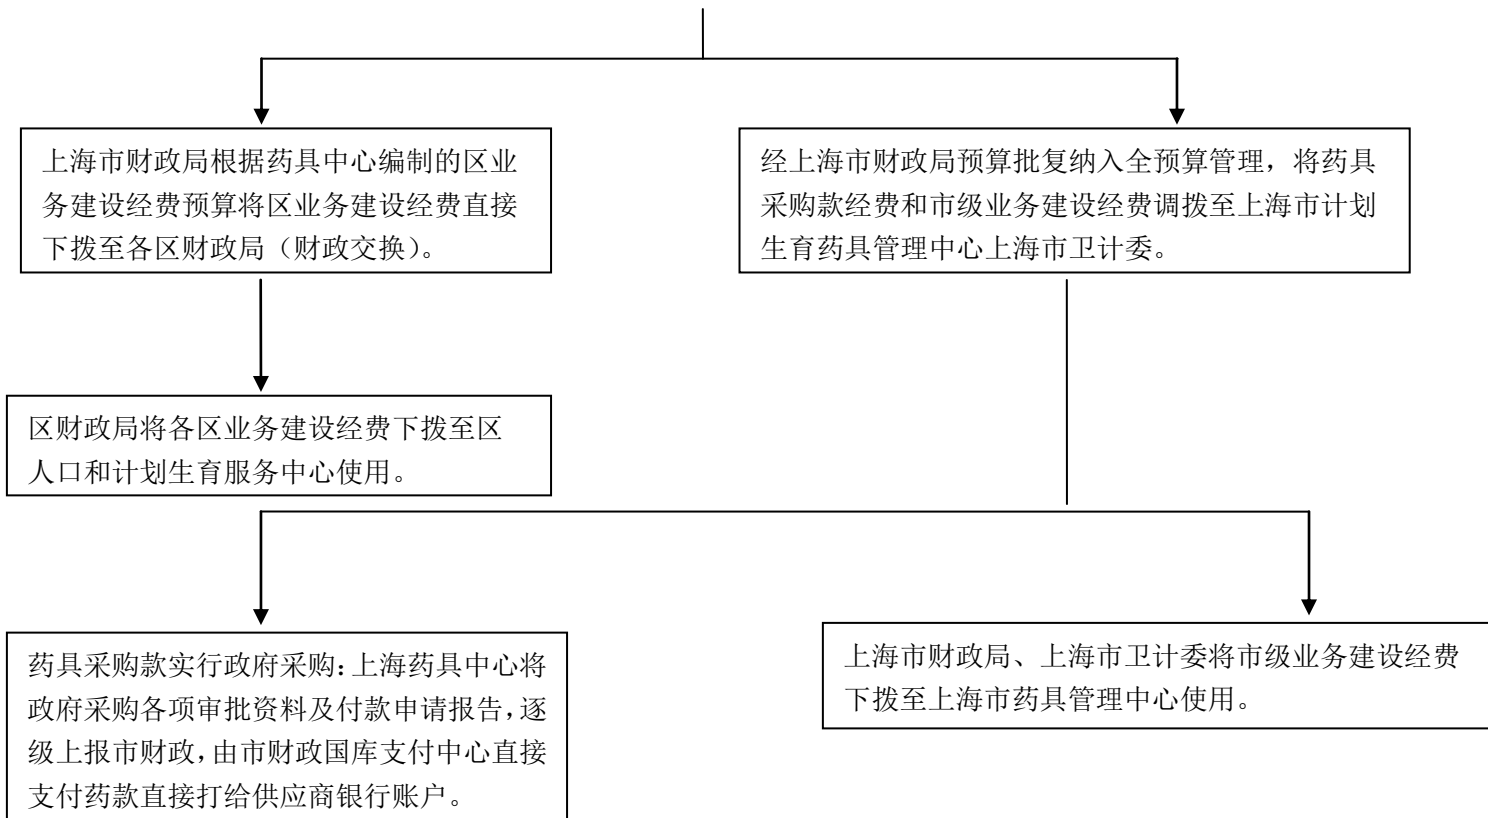 上海市财政局根据药具中心编制的区业
务建设经费预算将区业务建设经费直接
下拨至各区财政局（财政交换）。
经上海市财政局预算批复纳入全预算管理，将药具
采购款经费和市级业务建设经费调拨至上海市计划
生育药具管理中心上海市卫计委。
区财政局将各区业务建设经费下拨至区
人口和计划生育服务中心使用。
药具采购款实行政府采购：上海药具中心将
政府采购各项审批资料及付款申请报告，逐
级上报市财政，由市财政国库支付中心直接
支付药款直接打给供应商银行账户。
上海市财政局、上海市卫计委将市级业务建设经费
下拨至上海市药具管理中心使用。